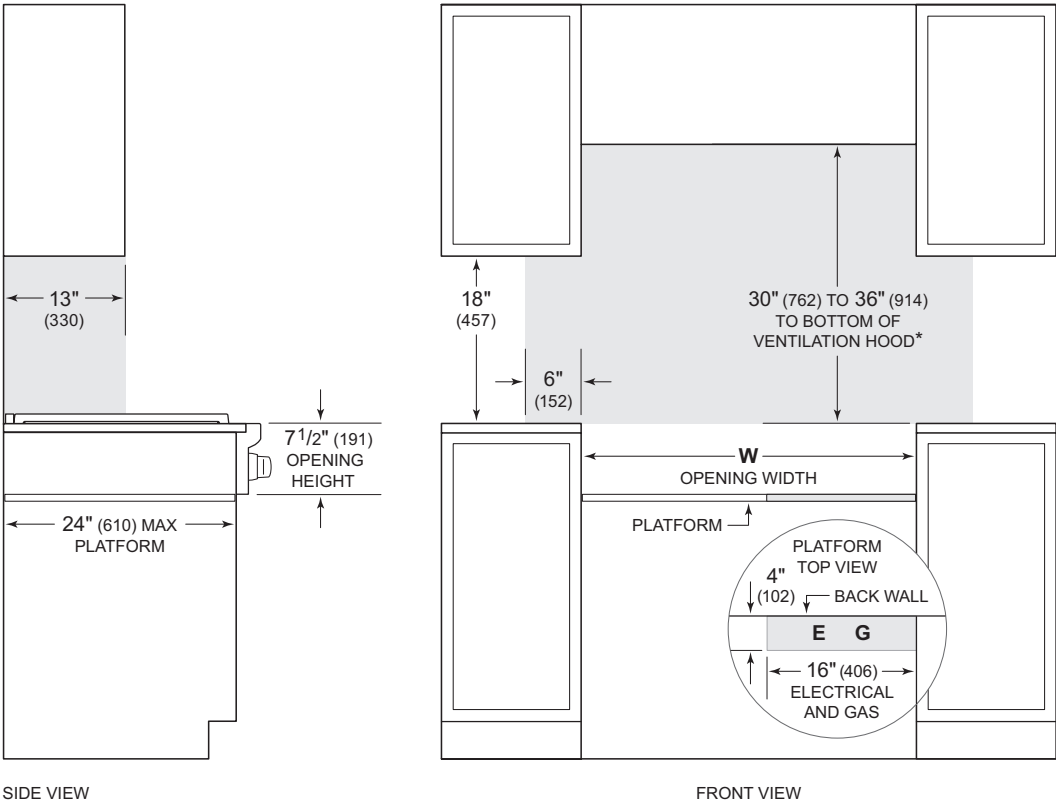 13"
(330)
7 1/2" (191)
OPENING
HEIGHT
24" (610) MAX
PLATFORM
SIDE VIEW
18"
(457)
6"
(152)
30" (762) TO 36" (914)
TO BOTTOM OF
VENTILATION HOOD*
W
OPENING WIDTH
PLATFORM
PLATFORM
TOP VIEW
4"
(102)
BACK WALL
E G
16" (406)
ELECTRICAL
AND GAS
FRONT VIEW